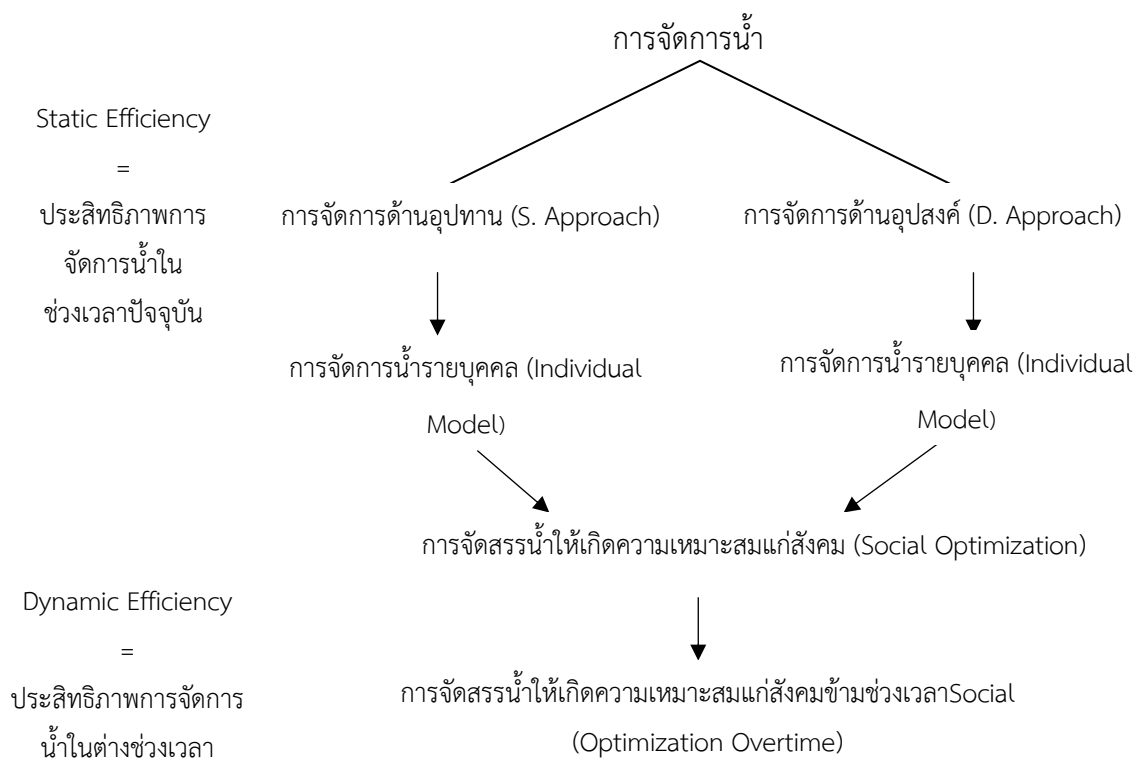 การจัดการน้ำ
Static Efficiency
=
ประสิทธิภาพการ
จัดการน้ำใน
ช่วงเวลาปัจจุบัน
การจัดการด้านอุปทาน (S. Approach)
การจัดการด้านอุปสงค์ (D. Approach)
การจัดการน้ำรายบุคคล (Individual
Model)
การจัดการน้ำรายบุคคล (Individual
Model)
การจัดสรรน้ำให้เกิดความเหมาะสมแก่สังคม (Social Optimization)
Dynamic Efficiency
=
ประสิทธิภาพการจัดการ
น้ำในต่างช่วงเวลา
การจัดสรรน้ำให้เกิดความเหมาะสมแก่สังคมข้ามช่วงเวลาSocial
(Optimization Overtime)